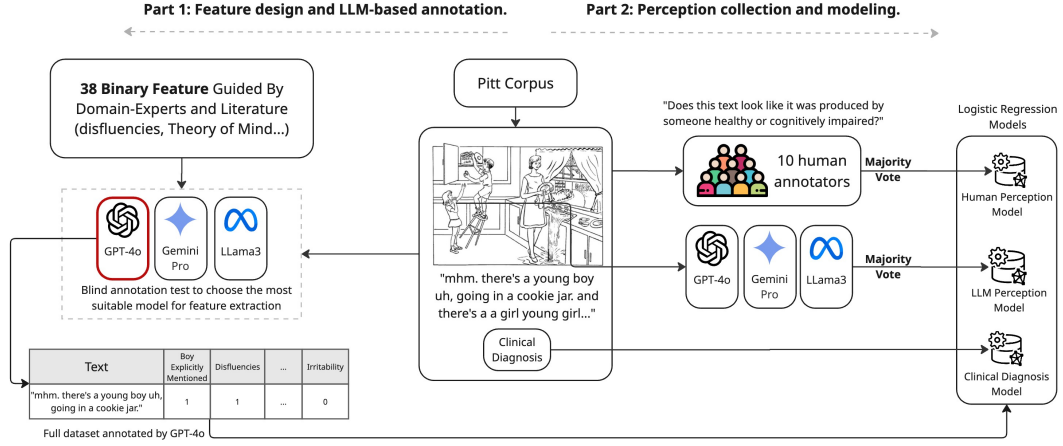 Part 1: Feature design and LLM-based annotation.
Part 2: Perception collection and modeling.
38 Binary Feature Guided By
Domain-Experts and Literature
(disfluencies, Theory of Mind...)
GPT-4o
Gemini
Pro
LLama3
Blind annotation test to choose the most
suitable model for feature extraction
Text
Boy
Explicitly
Mentioned
Disfluencies
...
Irritability
"mhm. there's a young boy uh,
going in a cookie jar."
1
1
...
0
Full dataset annotated by GPT-4o
Pitt Corpus
"mhm. there's a young boy
uh, going in a cookie jar. and
there's a a girl young girl..."
Clinical
Diagnosis
"Does this text look like it was produced by
someone healthy or cognitively impaired?"
10 human
annotators
Majority
Vote
GPT-4o
Gemini
Pro
LLama3
Majority
Vote
Logistic Regression
Models
Human Perception
Model
LLM Perception
Model
Clinical Diagnosis
Model